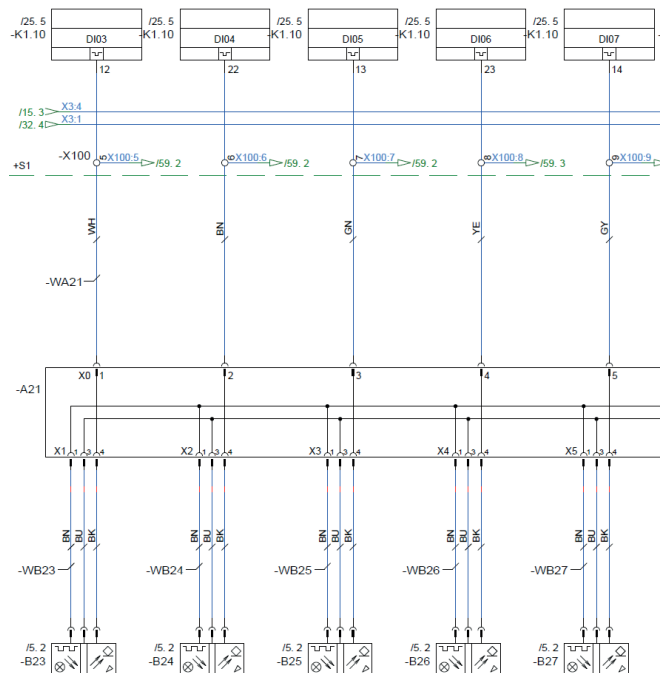 /25. 5 /25. 5 /25. 5 /25. 5 /25. 5
-K1.10 DI03 -K1.10 DI04 -K1.10 DI05 -K1.10 DI06 -K1.10 DI07
12 22 13 23 14
/15. 3 X3:4
/32. 4 X3:1
-X100 5 X100:5 /59. 2 6 X100:6 /59. 2 7 X100:7 /59. 2 8 X100:8 /59. 3 9 X100:9
+S1
WH BN GN YE GY
-WA21
-A21 X0 1 2 3 4 5
X1 1 3 4 X2 1 3 4 X3 1 3 4 X4 1 3 4 X5 1 3 4
BN BU BK BN BU BK BN BU BK BN BU BK BN BU BK
-WB23 -WB24 -WB25 -WB26 -WB27
/5. 2 /5. 2 /5. 2 /5. 2 /5. 2
-B23 -B24 -B25 -B26 -B27